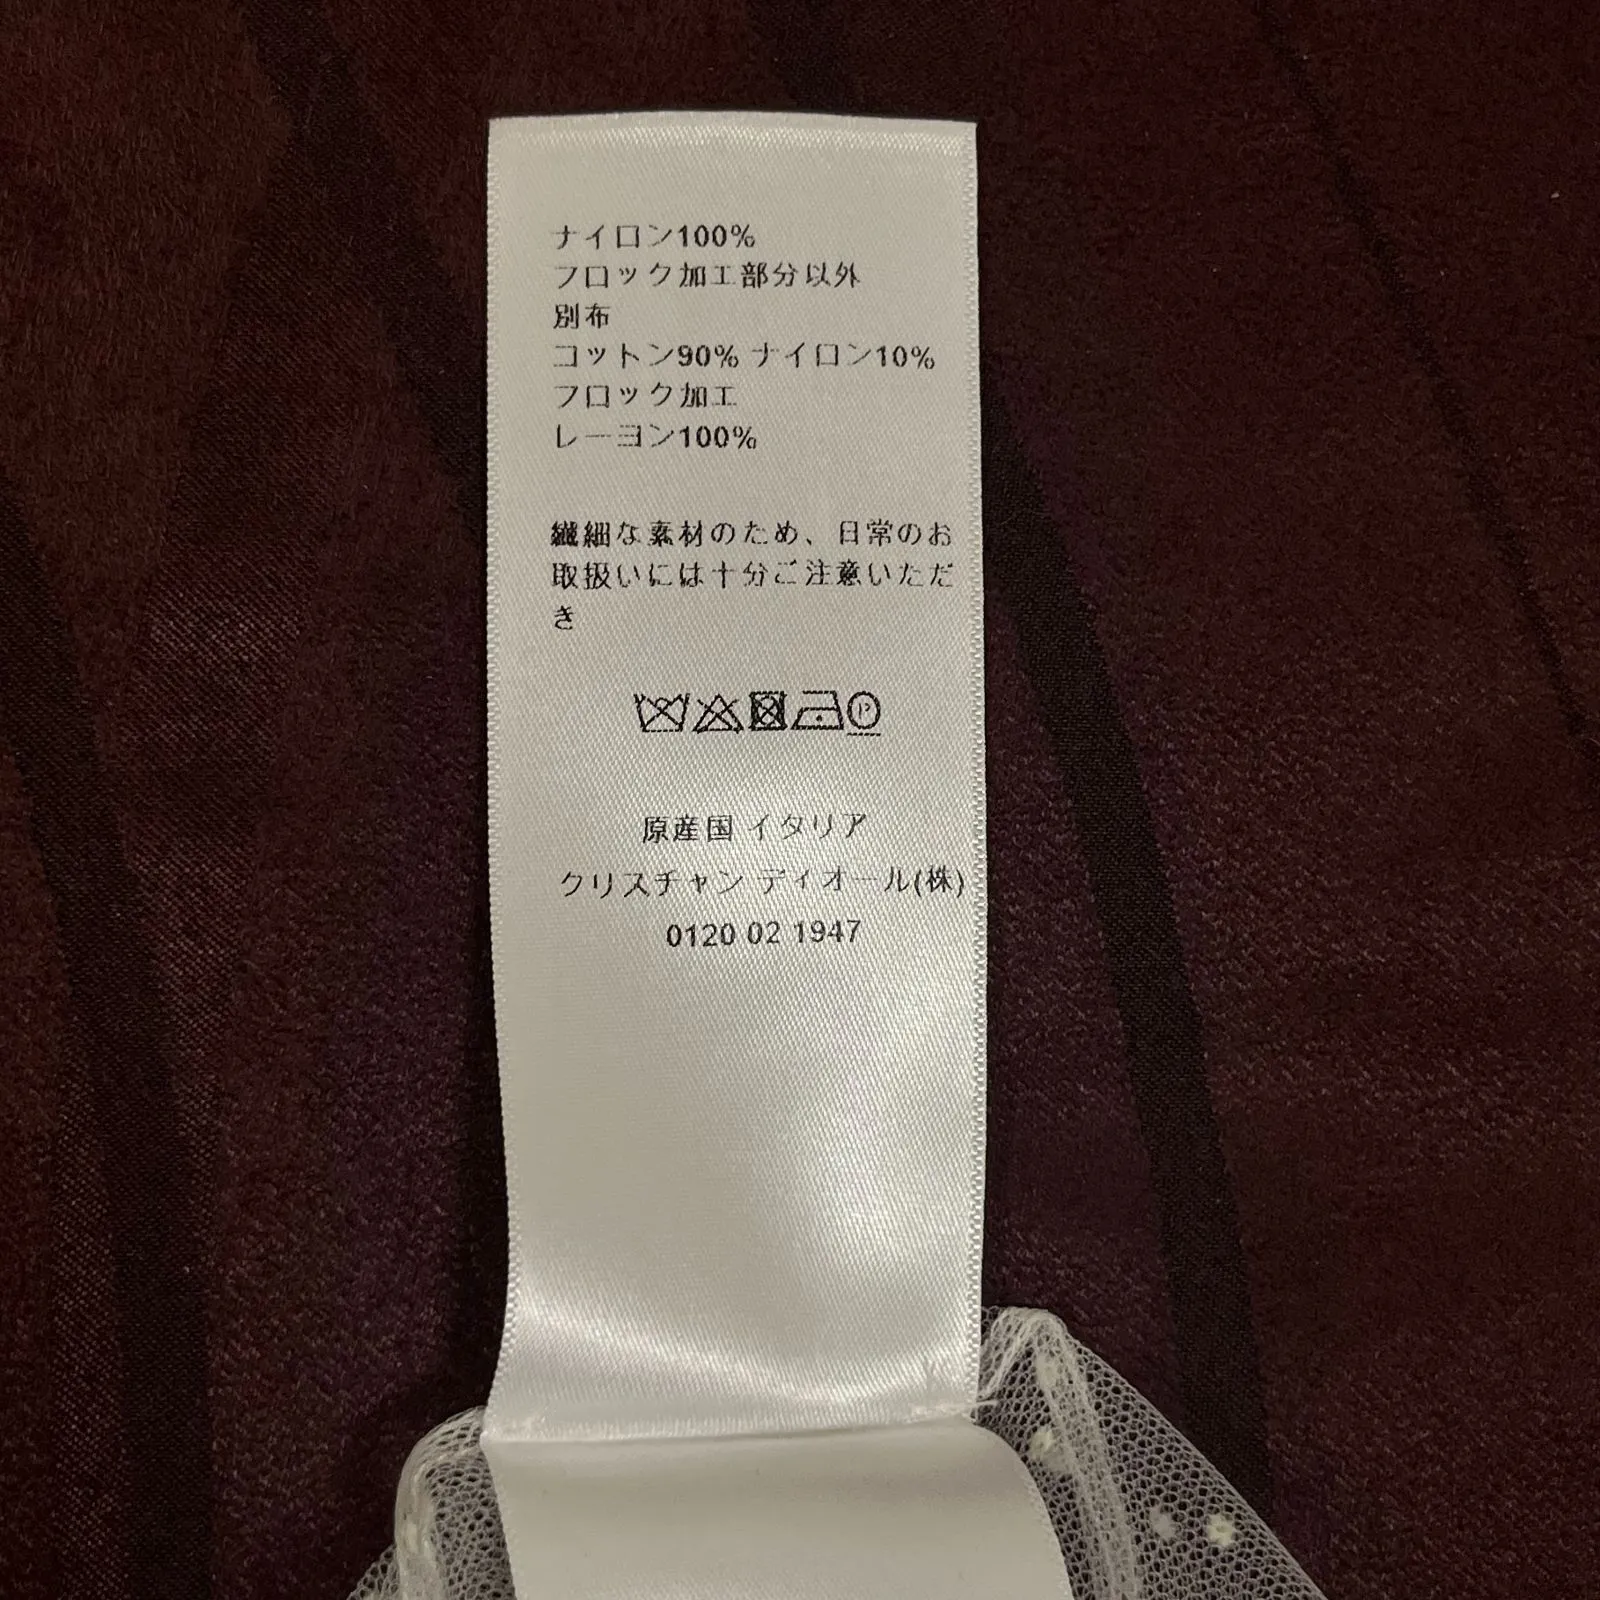 ナイロン100%
フロック加工部分以外
別布
コットン90% ナイロン10%
フロック加工
レーヨン100%
繊細な素材のため、日常のお
取扱いには十分ご注意いただ
き
原産国 イタリア
クリスチャン ディオール(株)
0120 02 1947